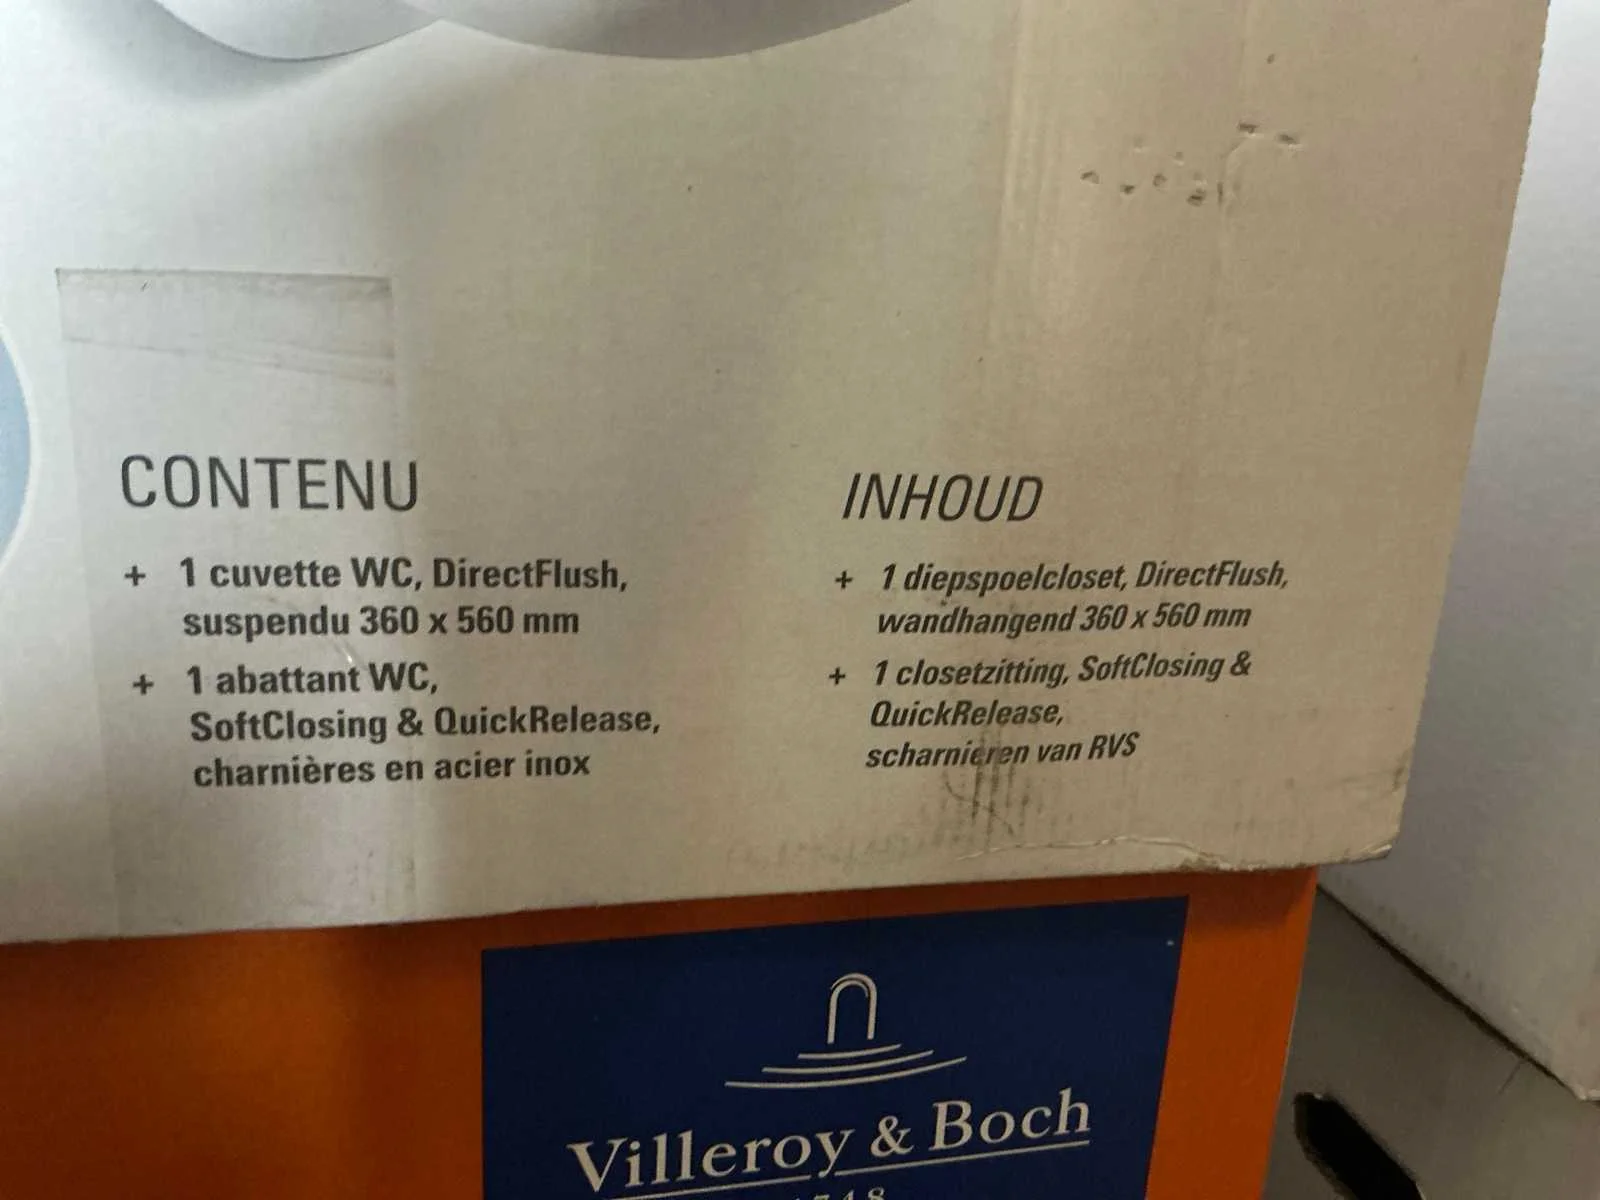 CONTENU
+ 1 cuvette WC, DirectFlush,
suspendu 360 x 560 mm
+ 1 abattant WC,
SoftClosing & QuickRelease,
charnières en acier inox
INHOUD
+ 1 diepspoelcloset, DirectFlush,
wandhangend 360 x 560 mm
+ 1 closetzitting, SoftClosing &
QuickRelease,
scharnieren van RVS
Villeroy & Boch
1748